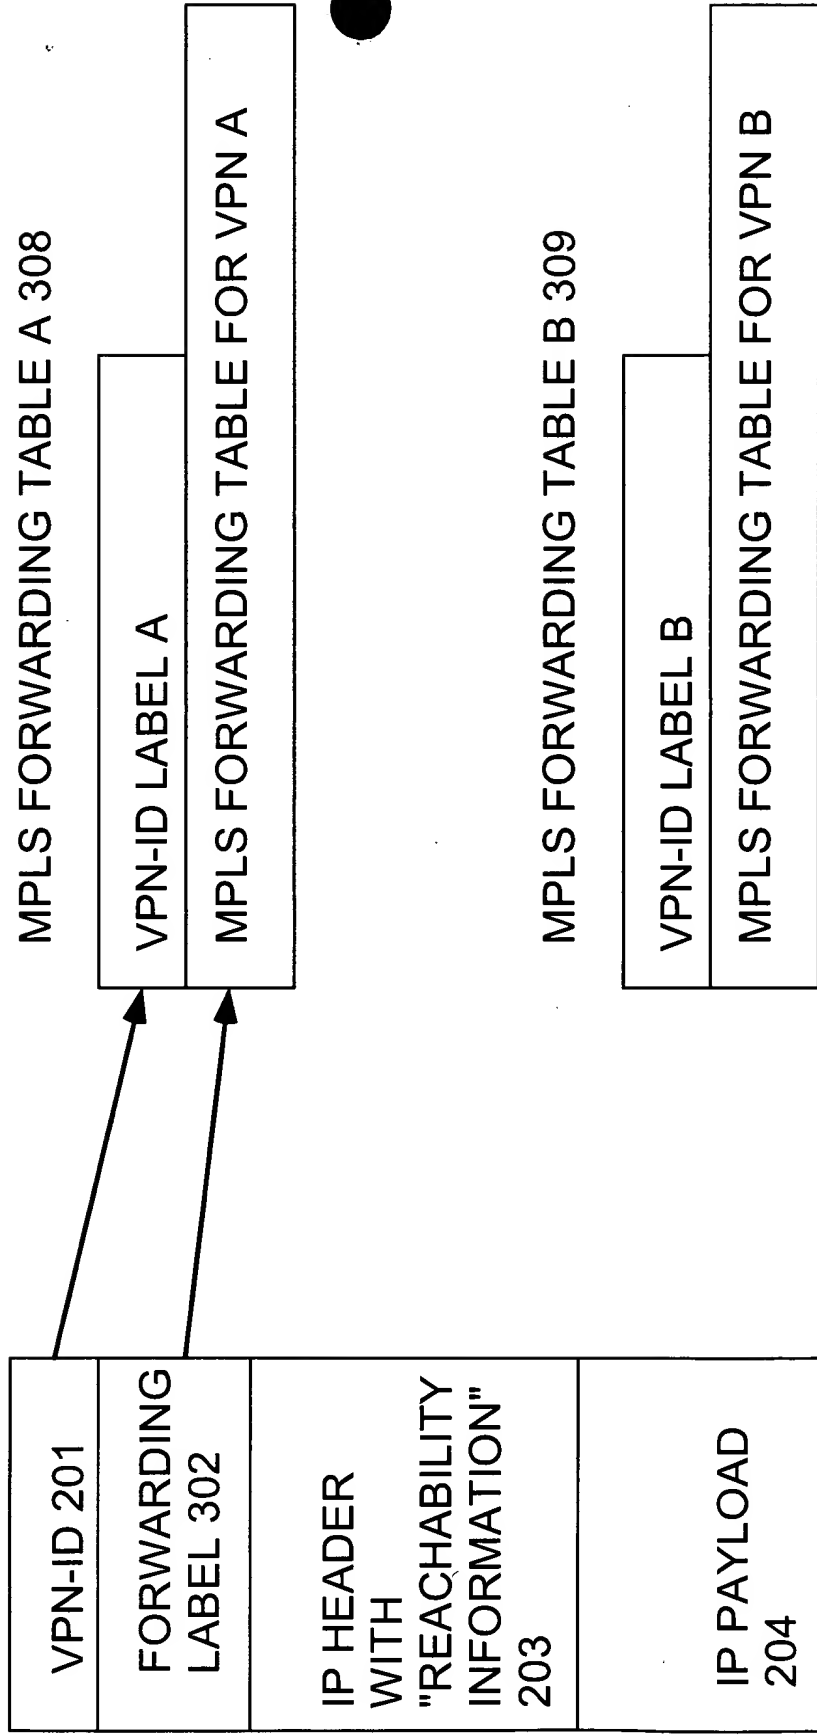 VPN-ID 201
FORWARDING
LABEL 302
IP HEADER
WITH
"REACHABILITY
INFORMATION"
203
IP PAYLOAD
204
MPLS FORWARDING TABLE A 308
VPN-ID LABEL A
MPLS FORWARDING TABLE FOR VPN A
MPLS FORWARDING TABLE B 309
VPN-ID LABEL B
MPLS FORWARDING TABLE FOR VPN B